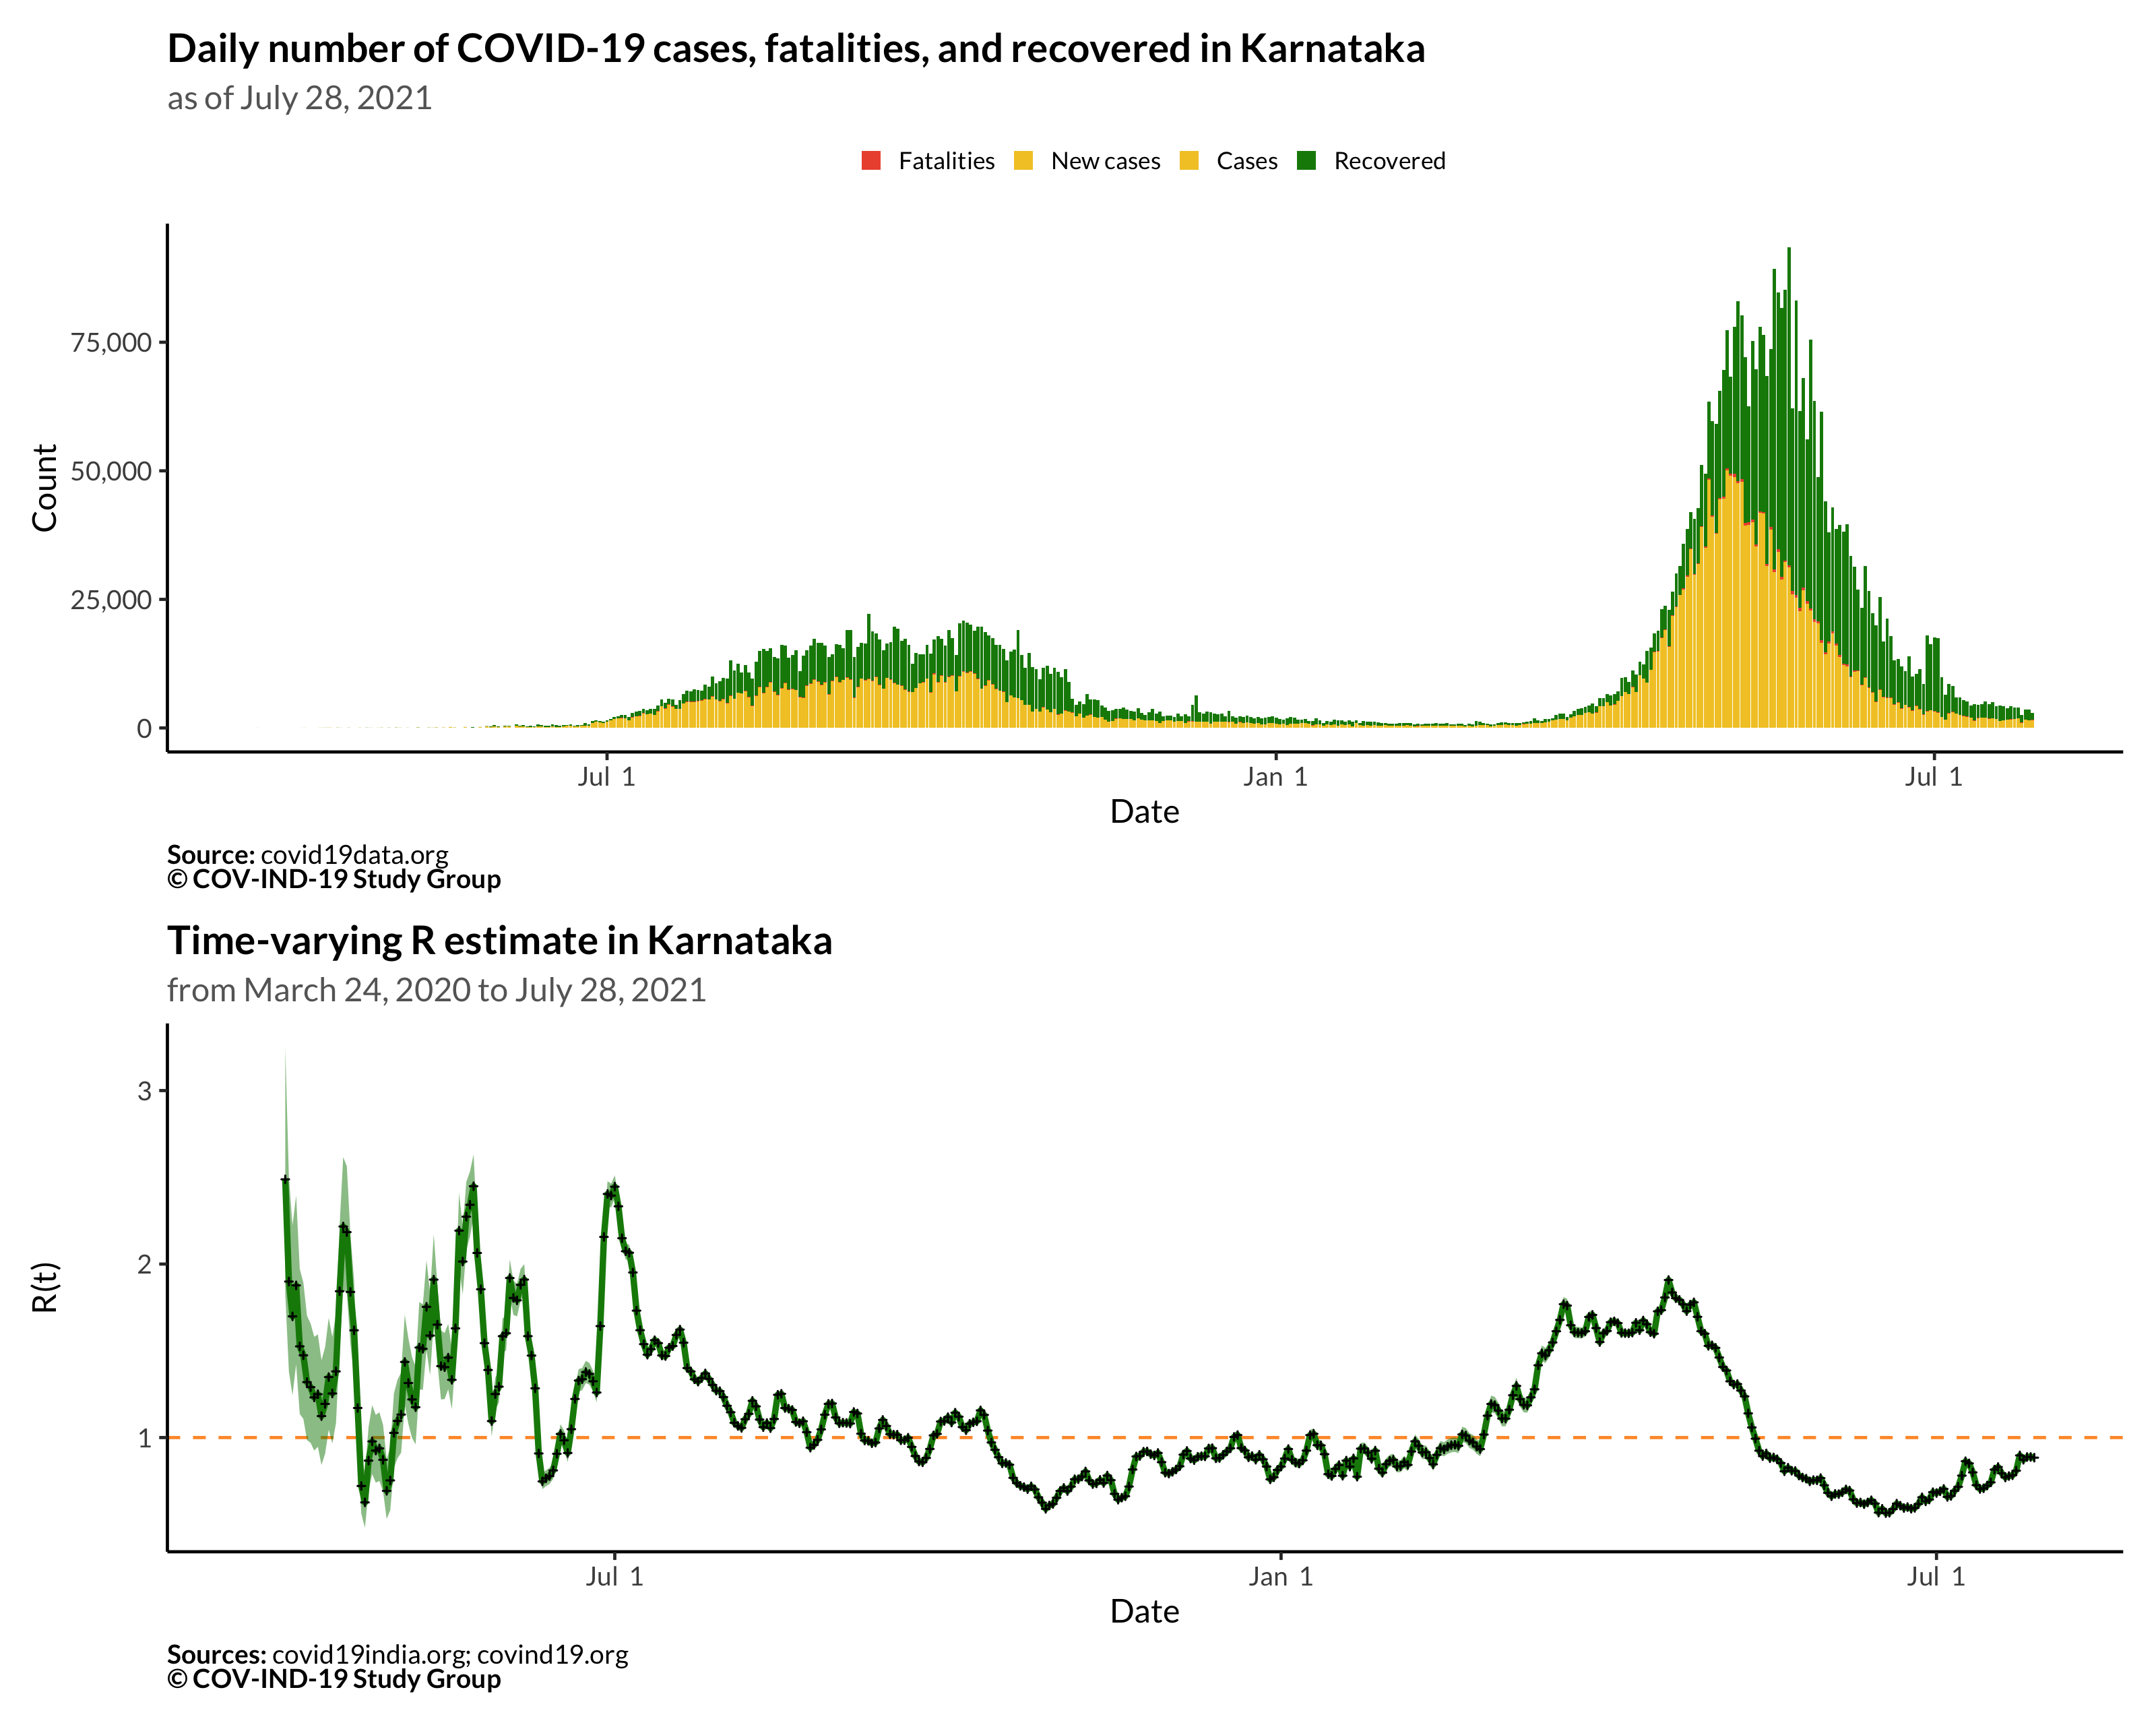 Daily number of COVID-19 cases, fatalities, and recovered in Karnataka
as of July 28, 2021
Fatalities New cases Cases Recovered
75,000
50,000
25,000
0
Count
Jul 1 Jan 1 Jul 1
Date
Source: covid19data.org
© COV-IND-19 Study Group
Time-varying R estimate in Karnataka
from March 24, 2020 to July 28, 2021
3
2
1
R(t)
Jul 1 Jan 1 Jul 1
Date
Sources: covid19india.org; covind19.org
© COV-IND-19 Study Group